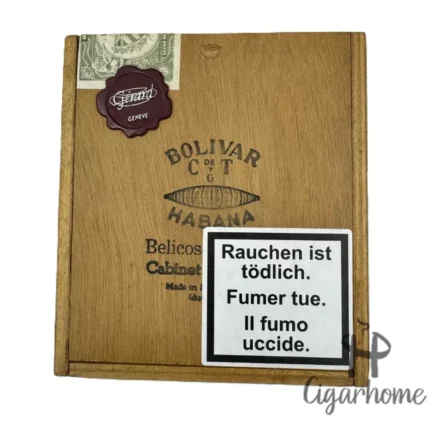 Gérard
GENEVE
BOLIVAR
C DE Y G T
HABANA
Belicos
Cabinet
Made in
Rauchen ist
tödlich.
Fumer tue.
Il fumo
uccide.
Cigarhome